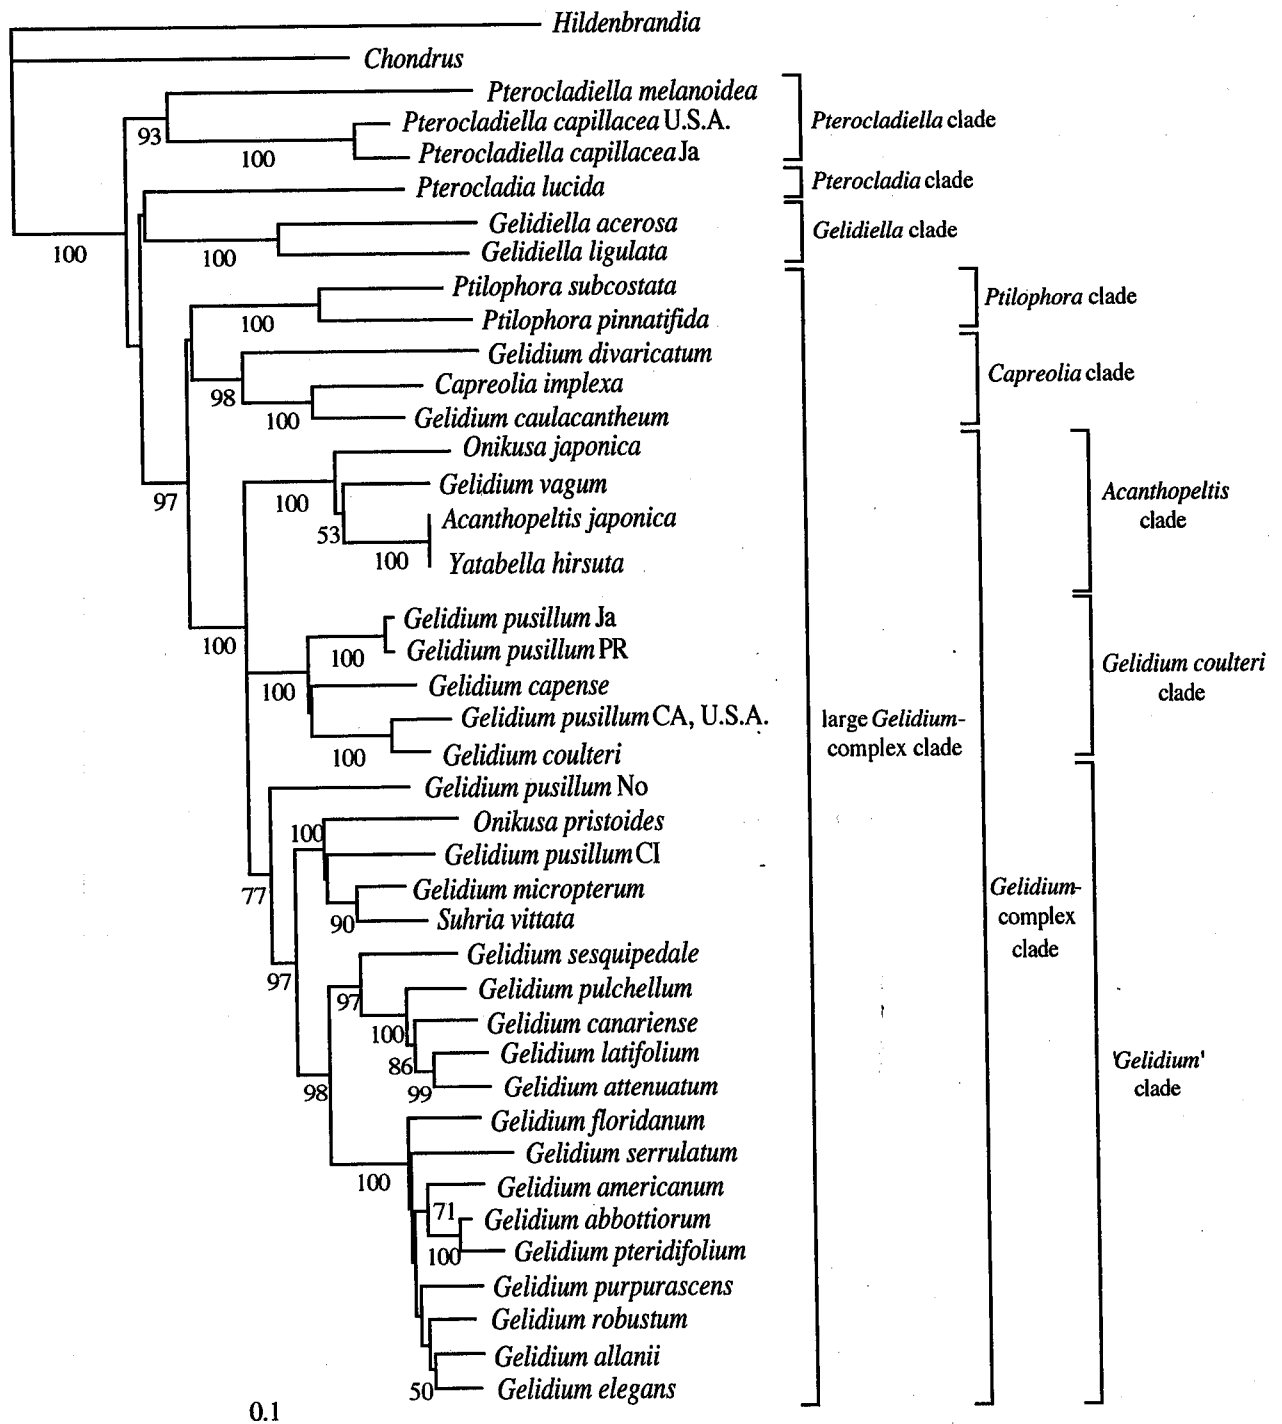 Hildenbrandia
Chondrus
Pterocladiella melanoidea
93
Pterocladiella capillacea U.S.A.
Pterocladiella clade
100
Pterocladiella capillacea Ja
Pterocladia lucida
Pterocladia clade
Gelidiella acerosa
Gelidiella clade
100
100
Gelidiella ligulata
Ptilophora subcostata
Ptilophora clade
100
Ptilophora pinnatifida
Gelidium divaricatum
Capreolia clade
Capreolia implexa
98
100
Gelidium caulacantheum
Onikusa japonica
Gelidium vagum
Acanthopeltis
clade
97
100
53
Acanthopeltis japonica
100
Yatabella hirsuta
Gelidium pusillum Ja
100
100
Gelidium pusillum PR
Gelidium coulteri
clade
100
Gelidium capense
Gelidium pusillum CA, U.S.A.
large Gelidium-
complex clade
100
Gelidium coulteri
Gelidium pusillum No
100
Onikusa pristoides
Gelidium pusillum CI
77
Gelidium micropterum
Gelidium-
complex
clade
90
Suhria vittata
Gelidium sesquipedale
97
97
Gelidium pulchellum
100
Gelidium canariense
86
Gelidium latifolium
'Gelidium'
clade
98
99
Gelidium attenuatum
Gelidium floridanum
Gelidium serrulatum
100
Gelidium americanum
71
Gelidium abbottiorum
100
Gelidium pteridifolium
Gelidium purpurascens
Gelidium robustum
Gelidium allanii
50
Gelidium elegans
0.1